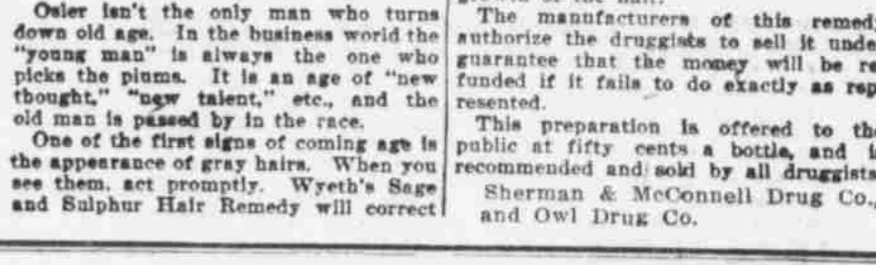 Osler isn't the only man who turns
down old age. In the business world the
"young man" is always the one who
picks the plums. It is an age of "new
thought," "new talent," etc., and the
old man is passed by in the race.
One of the first signs of coming age is
the appearance of gray hairs. When you
see them, act promptly. Wyeth's Sage
and Sulphur Hair Remedy will correct
The manufacturers of this remedy
authorize the druggists to sell it unde
guarantee that the money will be re
funded if it fails to do exactly as rep
resented.
This preparation is offered to th
public at fifty cents a bottle, and i
recommended and sold by all druggists
Sherman & McConnell Drug Co.,
and Owl Drug Co.